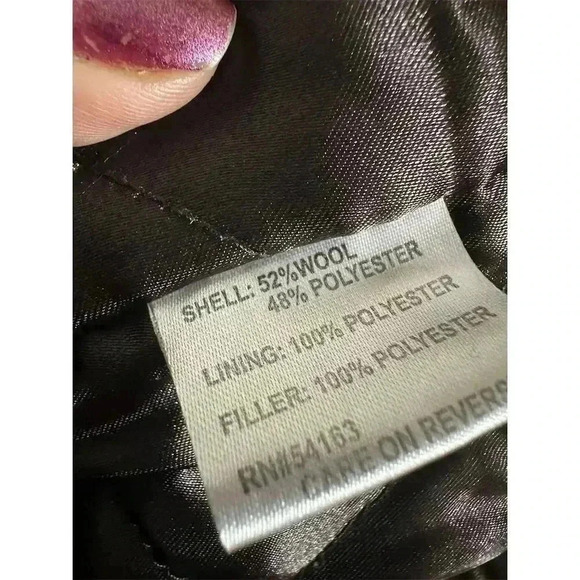 SHELL: 52%WOOL
48% POLYESTER
LINING: 100% POLYESTER
FILLER: 100% POLYESTER
RN#54163
CARE ON REVERS